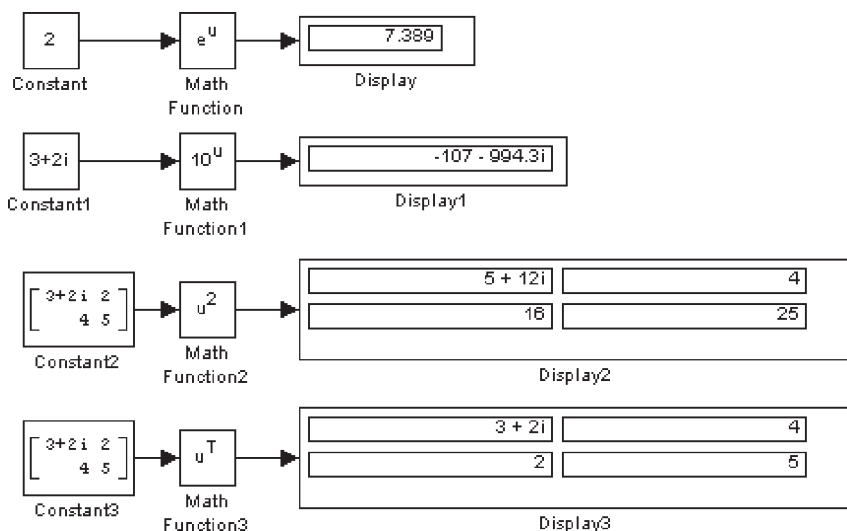 2
e^u
7.389
Constant
Math
Function
Display
3+2i
10^u
-107 - 994.3i
Constant1
Math
Function1
Display1
3+2i 2
4 5
u^2
5 + 12i 4
16 25
Constant2
Math
Function2
Display2
3+2i 2
4 5
u^T
3 + 2i 4
2 5
Constant3
Math
Function3
Display3